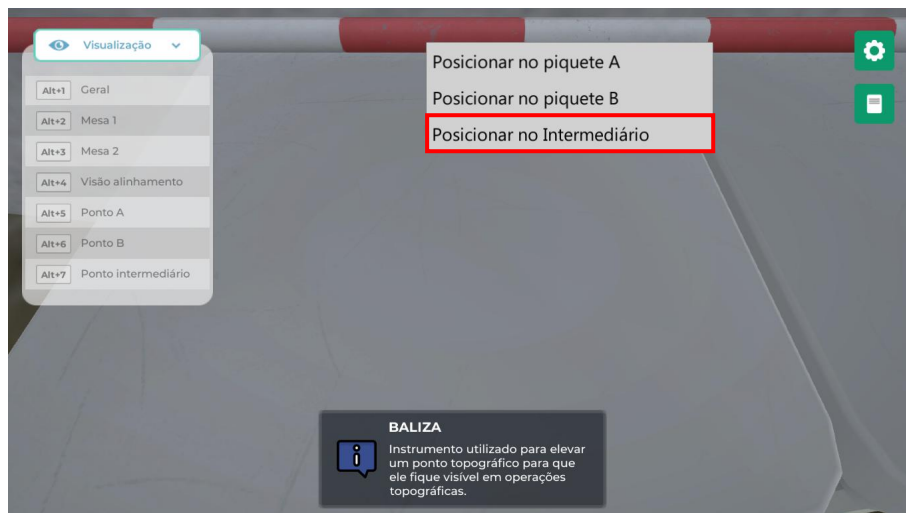 Visualização
Alt+1 Geral
Alt+2 Mesa 1
Alt+3 Mesa 2
Alt+4 Visão alinhamento
Alt+5 Ponto A
Alt+6 Ponto B
Alt+7 Ponto intermediário
Posicionar no piquete A
Posicionar no piquete B
Posicionar no Intermediário
BALIZA
Instrumento utilizado para elevar
um ponto topográfico para que
ele fique visível em operações
topográficas.